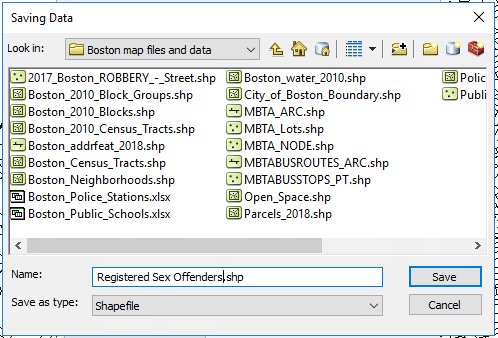 Saving Data
Look in: Boston map files and data
2017_Boston_ROBBERY_-_Street.shp
Boston_2010_Block_Groups.shp
Boston_2010_Blocks.shp
Boston_2010_Census_Tracts.shp
Boston_addrfeat_2018.shp
Boston_Census_Tracts.shp
Boston_Neighborhoods.shp
Boston_Police_Stations.xlsx
Boston_Public_Schools.xlsx
Boston_water_2010.shp
City_of_Boston_Boundary.shp
MBTA_ARC.shp
MBTA_Lots.shp
MBTA_NODE.shp
MBTABUSROUTES_ARC.shp
MBTABUSSTOPS_PT.shp
Open_Space.shp
Parcels_2018.shp
Polic
Publi
Name: Registered Sex Offenders.shp Save
Save as type: Shapefile Cancel